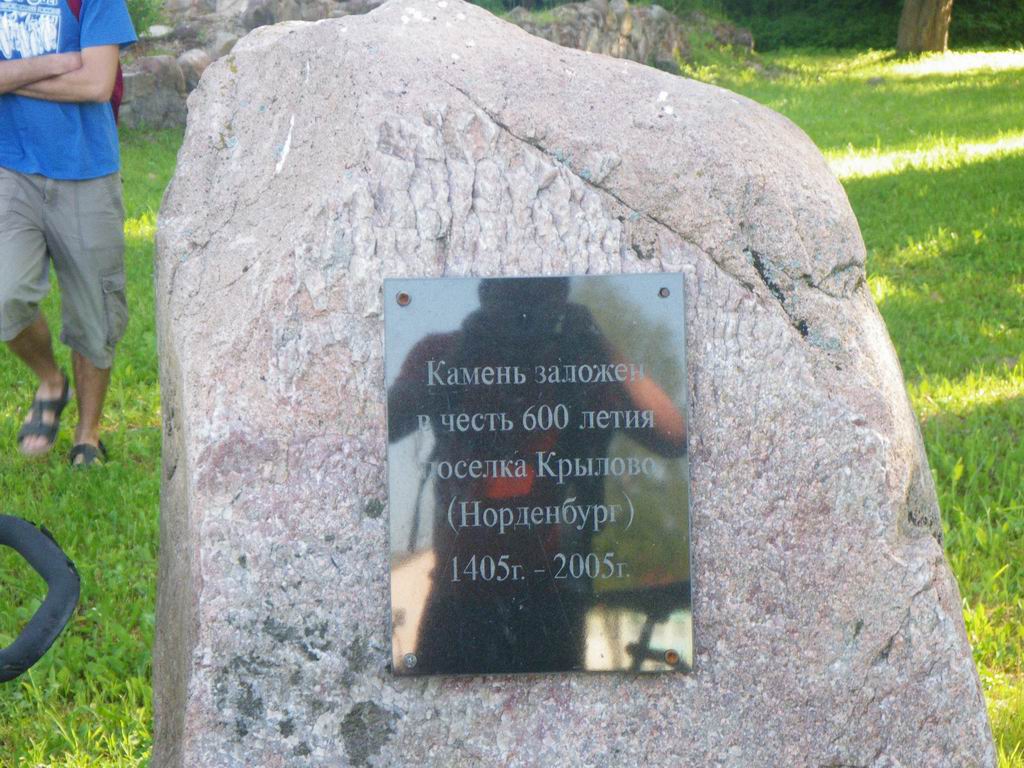 Камень заложен
в честь 600 летия
поселка Крылово
(Норденбург)
1405г. - 2005г.